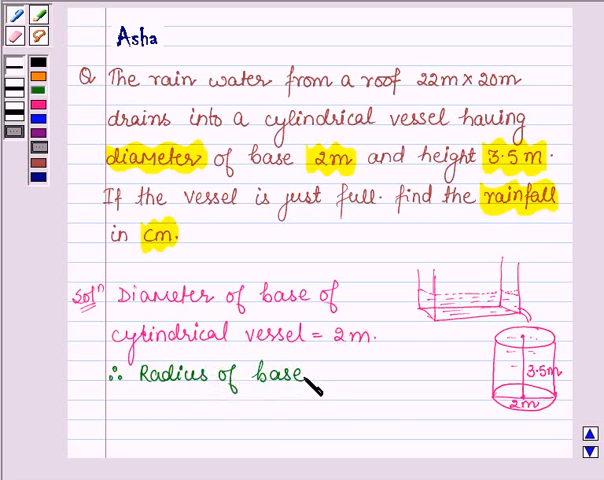 Asha
Q The rain water from a roof 22m × 20m
drains into a cylindrical vessel having
diameter of base 2m and height 3.5m.
If the vessel is just full. find the rainfall
in cm.
Solⁿ Diameter of base of
cylindrical vessel = 2m.
∴ Radius of base
3.5m
2m